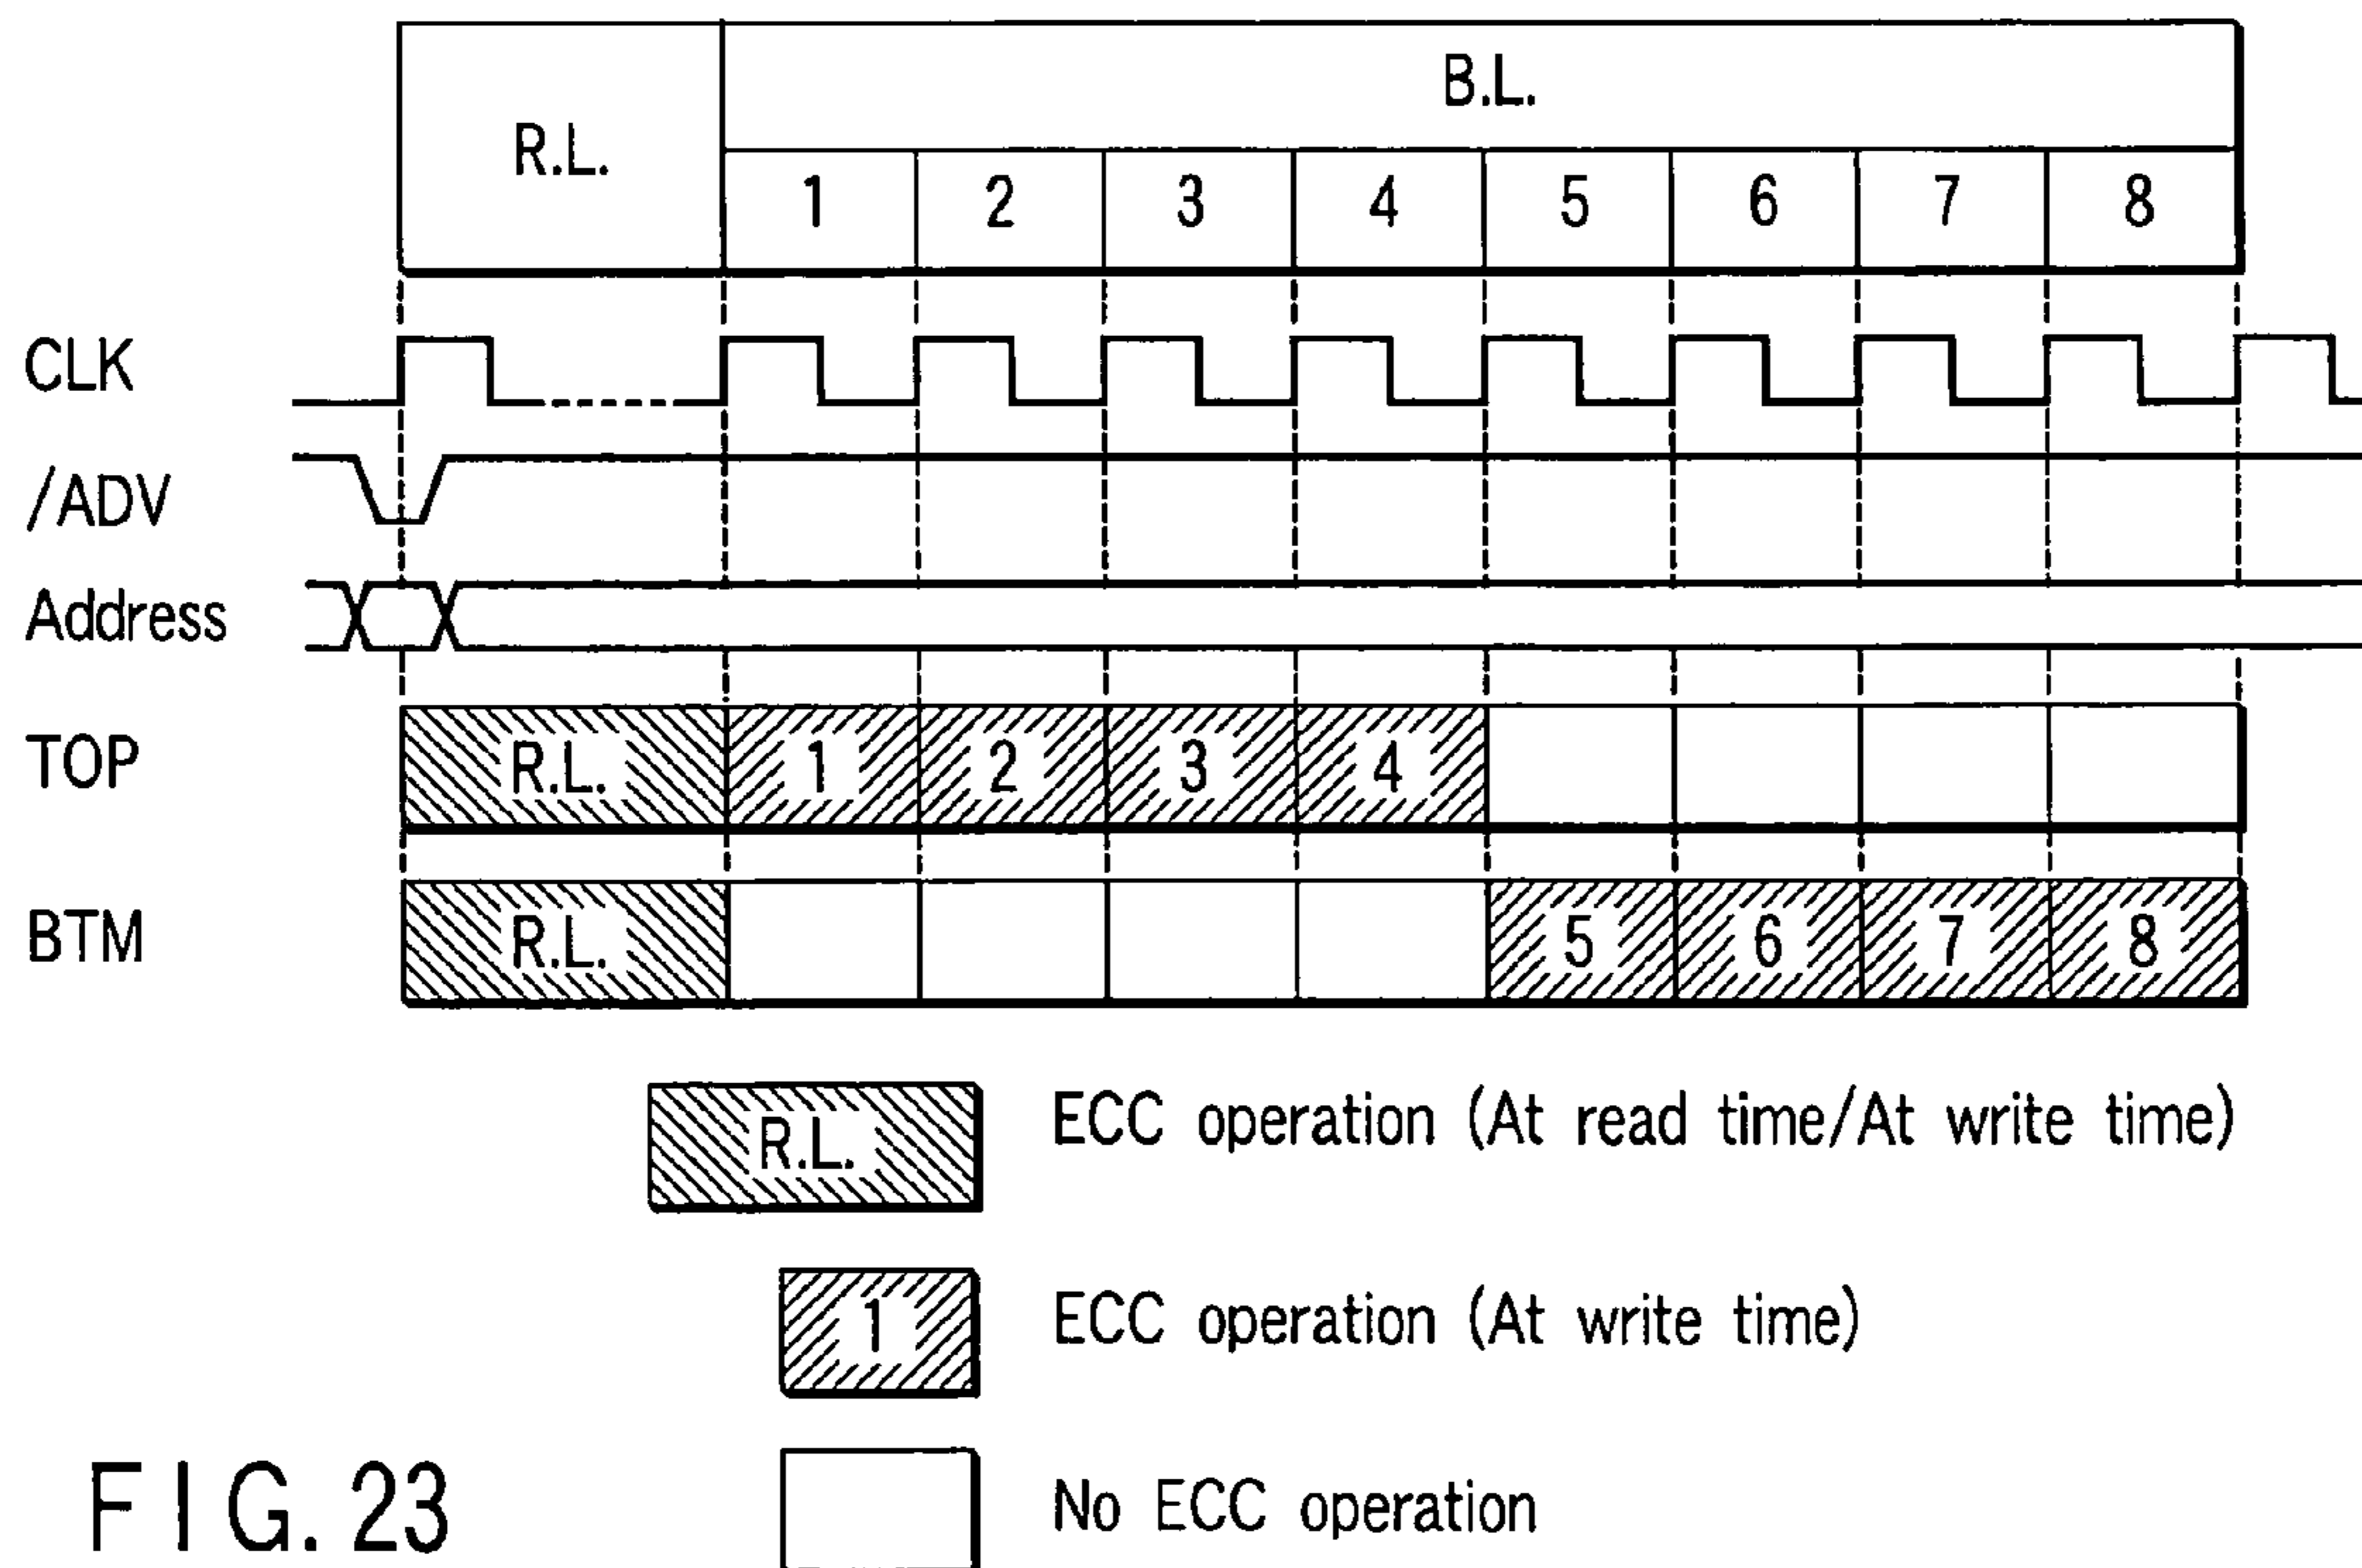 R.L. B.L.
1 2 3 4 5 6 7 8
CLK
/ADV
Address
TOP R.L. 1 2 3 4
BTM R.L. 5 6 7 8
R.L. ECC operation (At read time/At write time)
1 ECC operation (At write time)
No ECC operation
FIG. 23